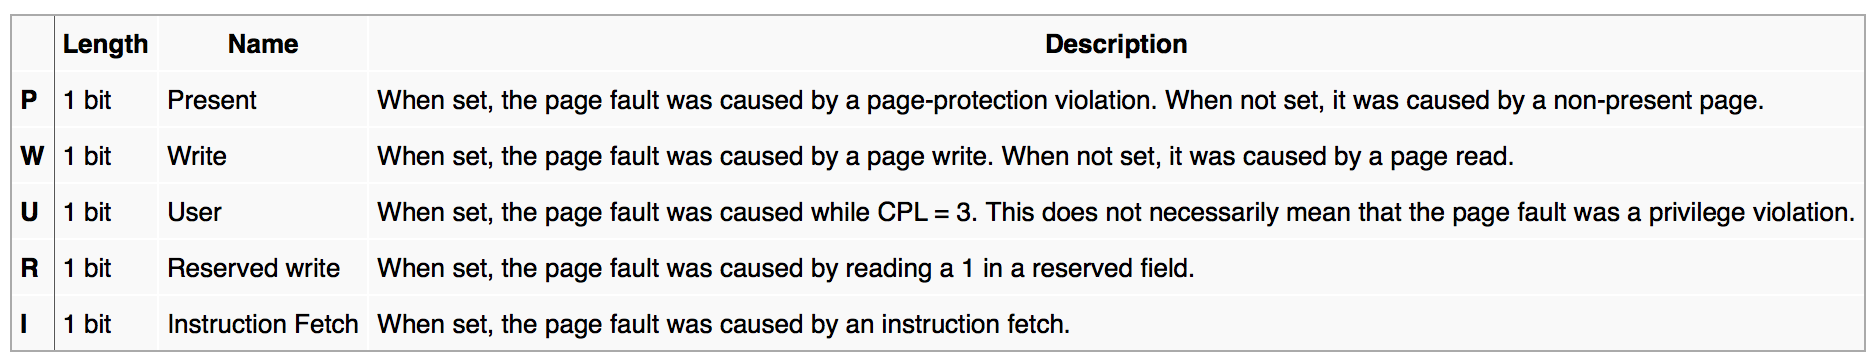 Length Name Description
P 1 bit Present When set, the page fault was caused by a page-protection violation. When not set, it was caused by a non-present page.
W 1 bit Write When set, the page fault was caused by a page write. When not set, it was caused by a page read.
U 1 bit User When set, the page fault was caused while CPL = 3. This does not necessarily mean that the page fault was a privilege violation.
R 1 bit Reserved write When set, the page fault was caused by reading a 1 in a reserved field.
I 1 bit Instruction Fetch When set, the page fault was caused by an instruction fetch.